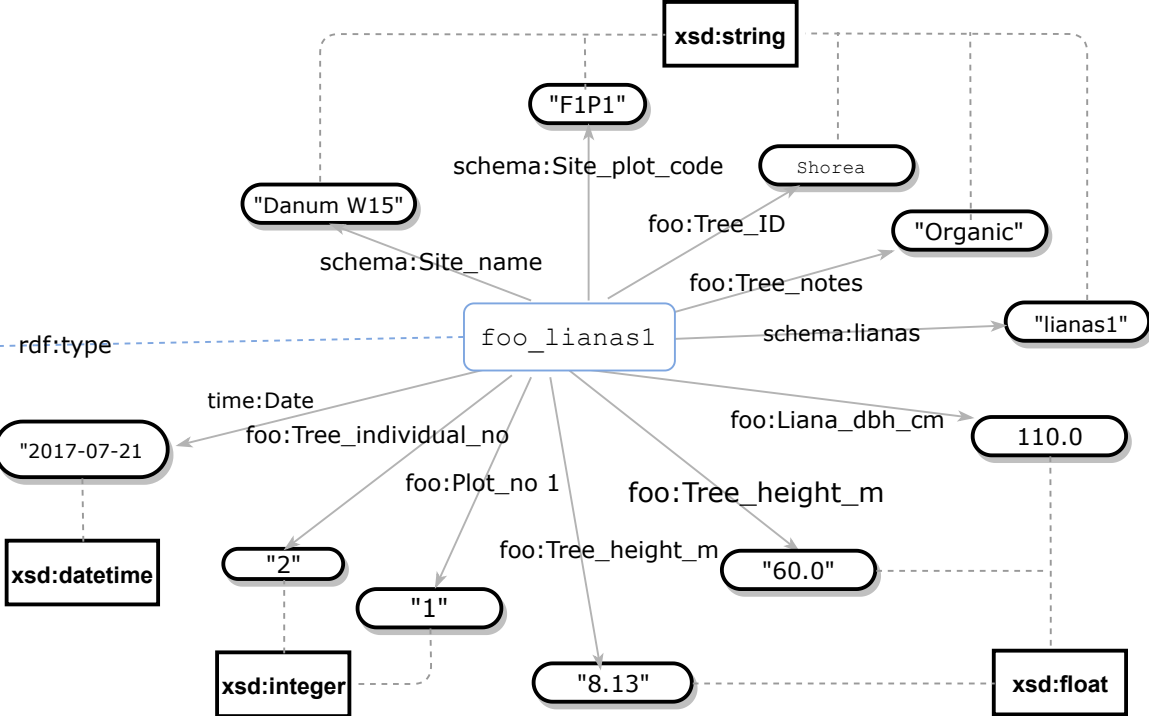 xsd:string
"F1P1"
schema:Site_plot_code
Shorea
"Danum W15"
foo:Tree_ID
"Organic"
schema:Site_name
foo:Tree_notes
"lianas1"
foo_lianas1
schema:lianas
rdf:type
time:Date
foo:Liana_dbh_cm
foo:Tree_individual_no
110.0
"2017-07-21
foo:Plot_no 1
foo:Tree_height_m
foo:Tree_height_m
"2"
"60.0"
xsd:datetime
"1"
xsd:integer
"8.13"
xsd:float